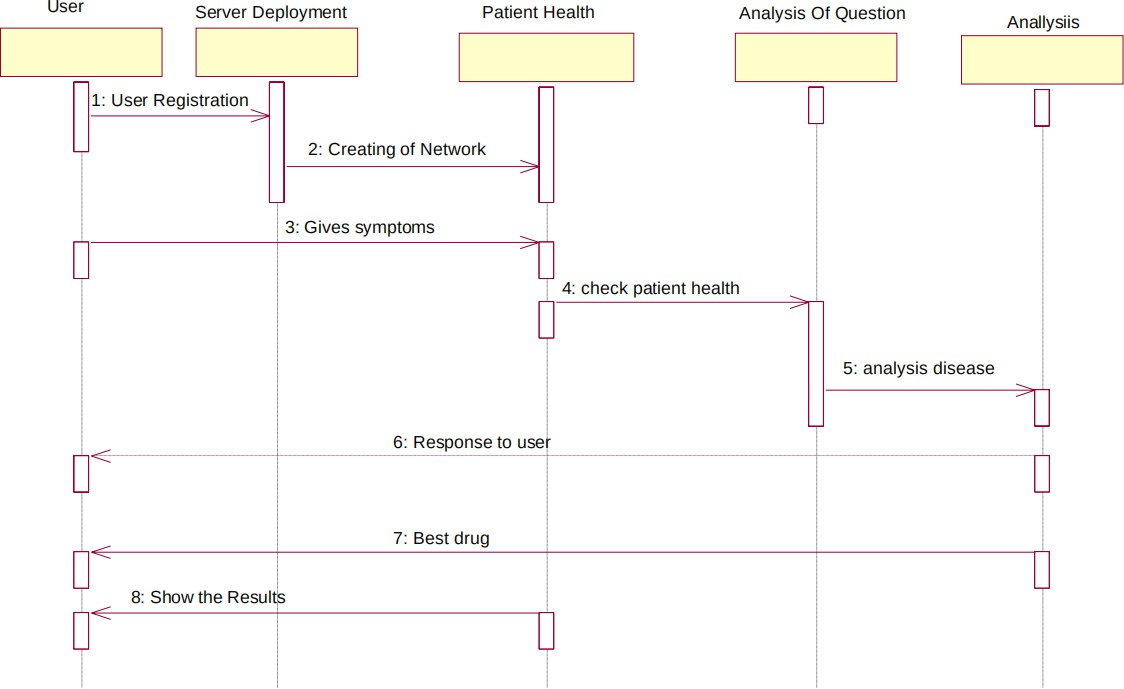 User
Server Deployment
Patient Health
Analysis Of Question
Anallysiis
1: User Registration
2: Creating of Network
3: Gives symptoms
4: check patient health
5: analysis disease
6: Response to user
7: Best drug
8: Show the Results